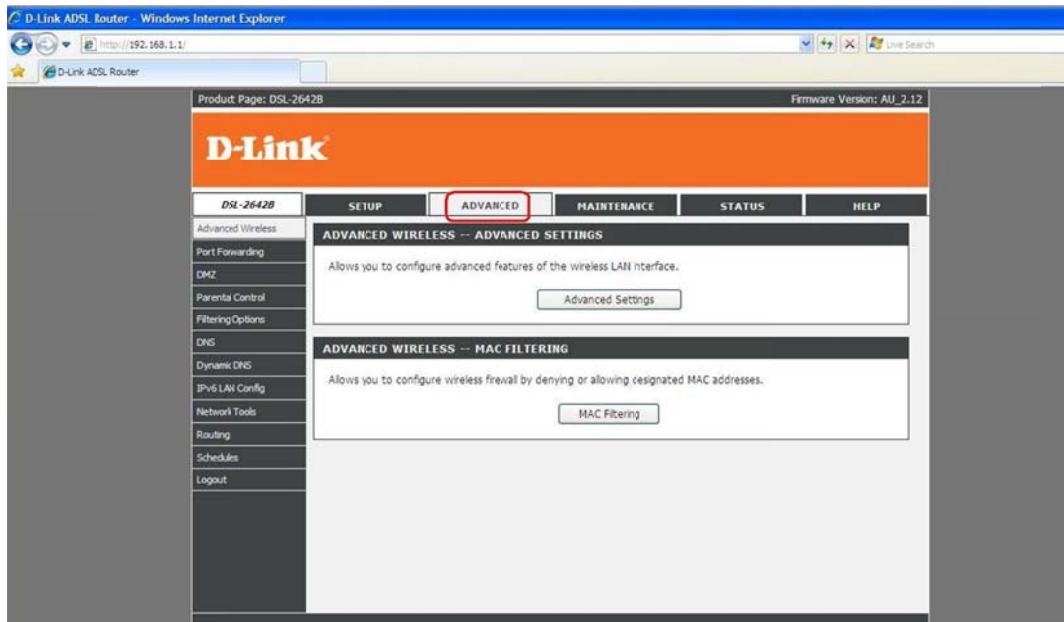 D-Link ADSL Router - Windows Internet Explorer
http://192.168.1.1/
Live Search
D-Link ADSL Router
Product Page: DSL-2642B
Firmware Version: AU_2.12
D-Link
DSL-2642B
SETUP
ADVANCED
MAINTENANCE
STATUS
HELP
Advanced Wireless
Port Forwarding
DMZ
Parenta Control
Filtering Options
DNS
Dynamic DNS
IPv6 LAN Config
Network Tools
Routing
Schedules
Logout
ADVANCED WIRELESS -- ADVANCED SETTINGS
Allows you to configure advanced features of the wireless LAN nterface.
Advanced Settings
ADVANCED WIRELESS -- MAC FILTERING
Allows you to configure wireless firewall by denying or allowing cesignated MAC addresses.
MAC Filtering